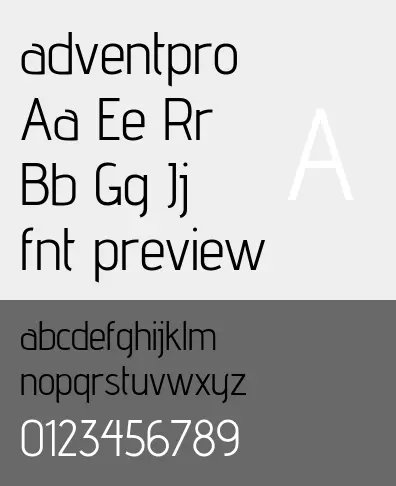 adventpro
Aa Ee Rr
A
Bb Gg Jj
fnt preview
abcdefghijklm
nopqrstuvwxyz
0123456789